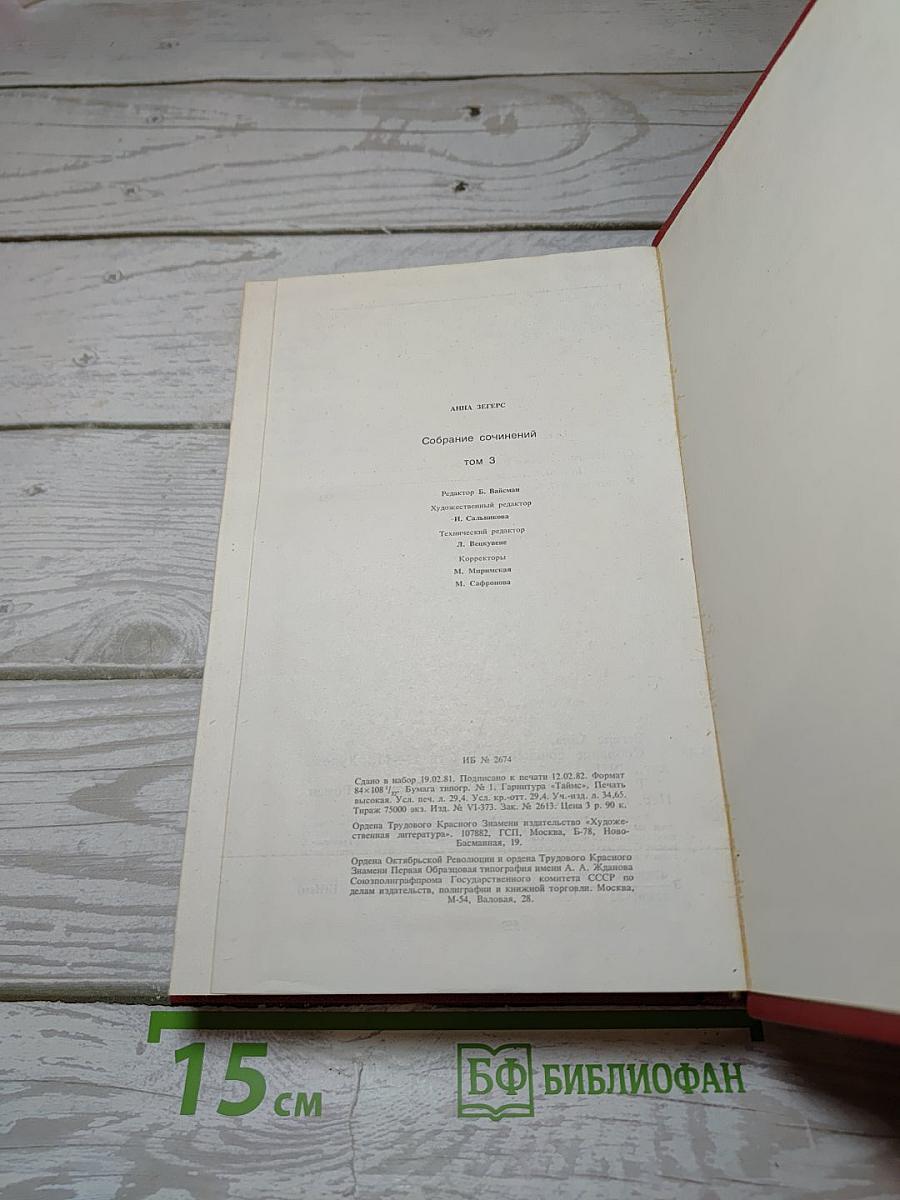 АННА ЗЕГЕРС
Собрание сочинений
том 3
Редактор Б. Вайсман
Художественный редактор
И. Сальникова
Технический редактор
Л. Вецкувене
Корректоры
М. Миримская
М. Сафронова
ИБ № 2674
Сдано в набор 19.02.81. Подписано к печати 12.02.82. Формат
84×108 1/32. Бумага типогр. № 1. Гарнитура «Таймс». Печать
высокая. Усл. печ. л. 29,4. Усл. кр.-отт. 29,4. Уч.-изд. л. 34,65.
Тираж 75000 экз. Изд. № VI-373. Зак. № 2613. Цена 3 р. 90 к.
Ордена Трудового Красного Знамени издательство «Художе-
ственная литература». 107882, ГСП, Москва, Б-78, Ново-
Басманная, 19.
Ордена Октябрьской Революции и ордена Трудового Красного
Знамени Первая Образцовая типография имени А. А. Жданова
Союзполиграфпрома Государственного комитета СССР по
делам издательств, полиграфии и книжной торговли. Москва,
М-54, Валовая, 28.
15 см
БФ БИБЛИОФАН